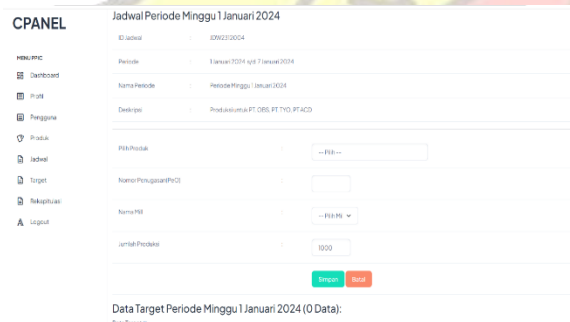 CPANEL
Jadwal Periode Minggu 1 Januari 2024
ID Jadwal : JDW2312004
Periode : 1 Januari 2024 s/d 7 Januari 2024
Nama Periode : Periode Minggu 1 Januari 2024
Deskripsi : Produksi untuk PT. OBS, PT TYO, PT ACD
MENU PPIC
Dashboard
Profil
Pengguna
Produk
Jadwal
Target
Rekapitulasi
Logout
Pilih Produk : -- Pilih --
Nomor Penugasan(PpO) :
Nama Mill : -- Pilih Mi
Jumlah Produksi : 1000
Simpan Batal
Data Target Periode Minggu 1 Januari 2024 (0 Data):